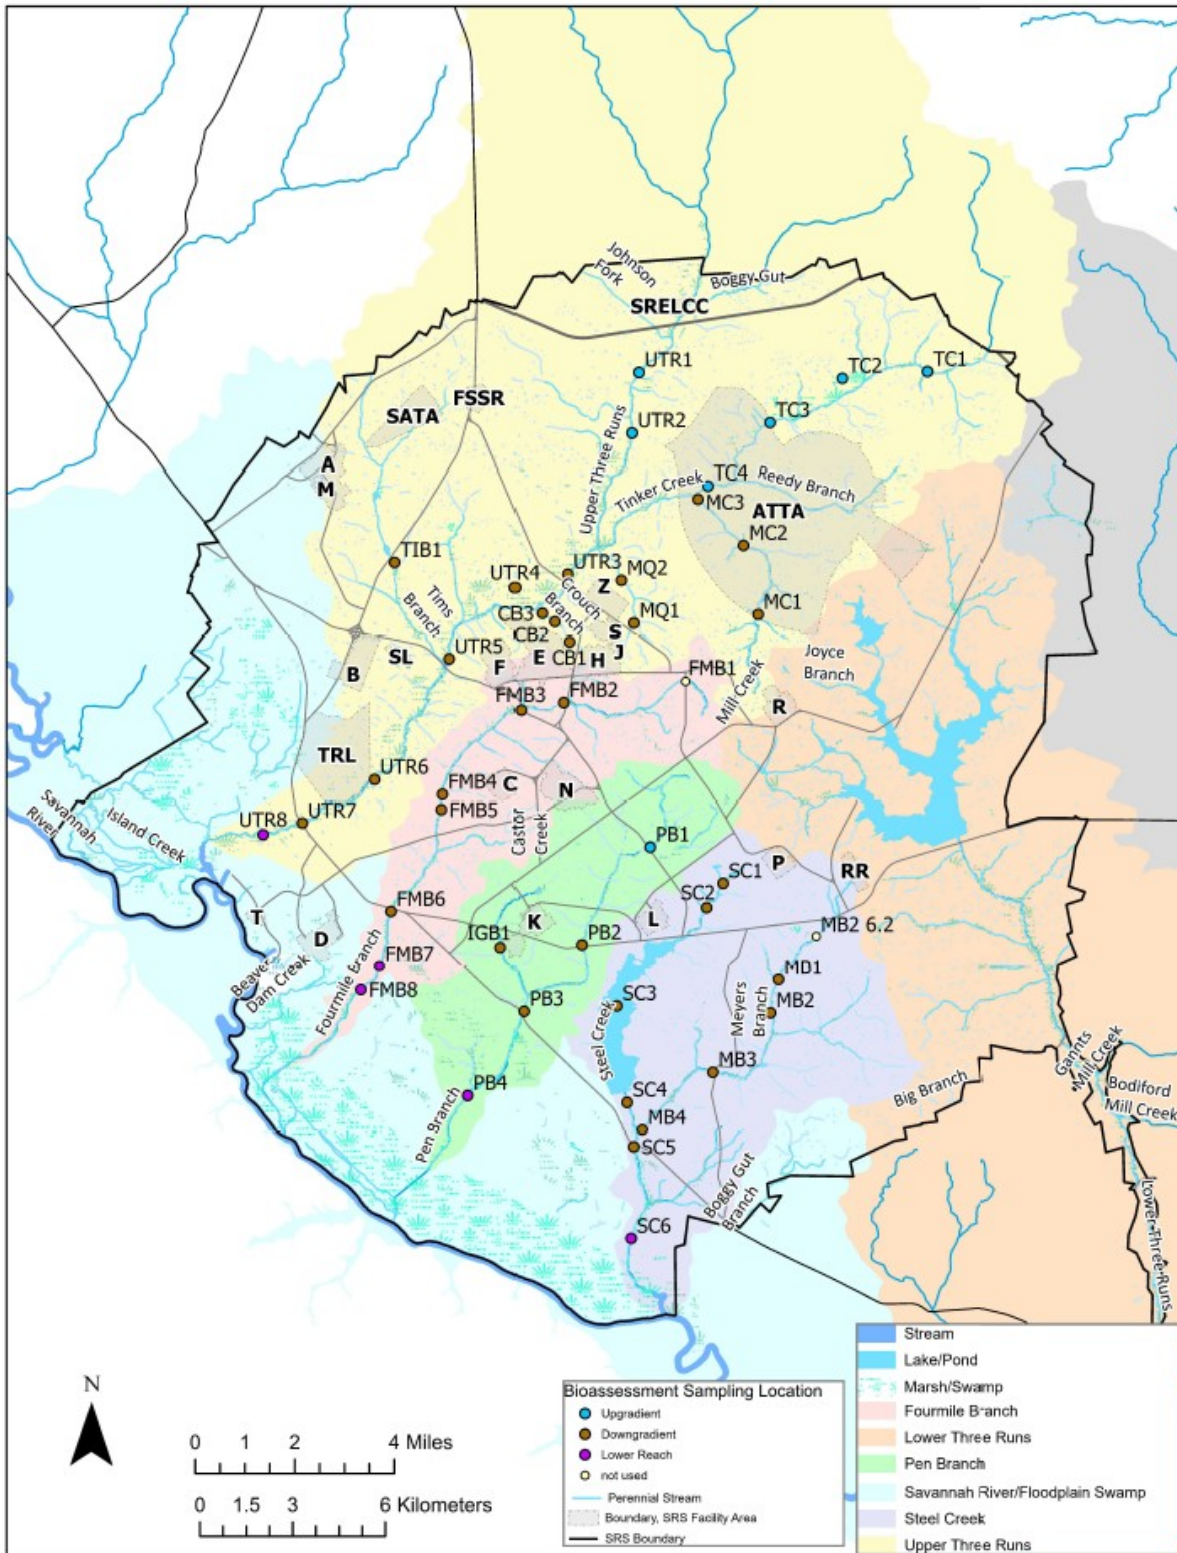 Johnson
Fork
Boggy Gut
SRELCC
UTR1
TC2
TC1
FSSR
SATA
TC3
UTR2
Upper Three Runs
A
M
TC4
Reedy Branch
Tinker Creek
MC3
ATTA
MC2
TIB1
UTR3
MQ2
UTR4
Z
Crouch
Branch
MC1
CB3
MQ1
Tims
Branch
CB2
S
J
SL
UTR5
E
CB1
H
Joyce
Branch
B
F
FMB1
FMB3
FMB2
Mill Creek
R
TRL
UTR6
C
N
FMB4
FMB5
Castor
Creek
Savannah
River
Island Creek
UTR8
UTR7
PB1
P
RR
SC1
SC2
T
D
FMB6
K
L
IGB1
PB2
MB2 6.2
Beaver
Dam Creek
Fourmile Branch
FMB7
FMB8
MD1
MB2
Meyers
Branch
SC3
PB3
Steel Creek
MB3
Gannts
Mill Creek
Bodiford
Mill Creek
Big Branch
PB4
SC4
MB4
SC5
Pen Branch
Boggy Gut
Branch
Lower Three Runs
SC6
N
0 1 2 4 Miles
0 1.5 3 6 Kilometers
Bioassessment Sampling Location
Upgradient
Downgradient
Lower Reach
not used
Perennial Stream
Boundary, SRS Facility Area
SRS Boundary
Stream
Lake/Pond
Marsh/Swamp
Fourmile Branch
Lower Three Runs
Pen Branch
Savannah River/Floodplain Swamp
Steel Creek
Upper Three Runs